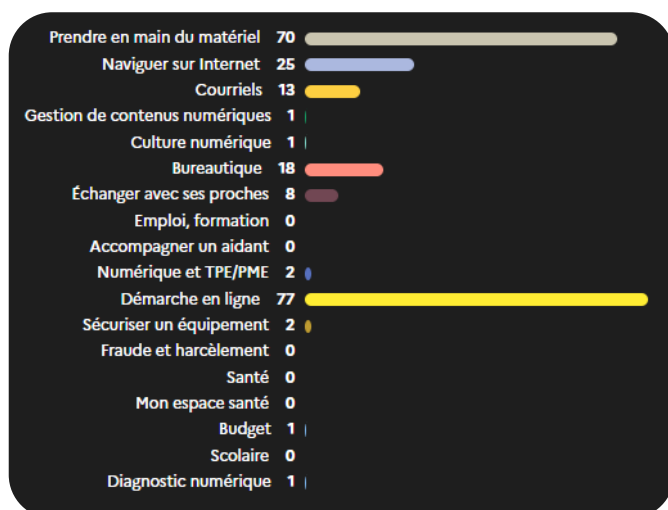 Prendre en main du matériel 70
Naviguer sur Internet 25
Courriels 13
Gestion de contenus numériques 1
Culture numérique 1
Bureautique 18
Échanger avec ses proches 8
Emploi, formation 0
Accompagner un aidant 0
Numérique et TPE/PME 2
Démarche en ligne 77
Sécuriser un équipement 2
Fraude et harcèlement 0
Santé 0
Mon espace santé 0
Budget 1
Scolaire 0
Diagnostic numérique 1